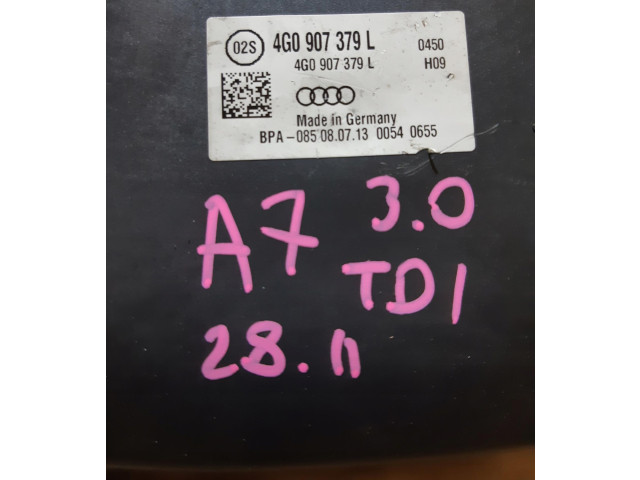 02S 4G0 907 379 L 0450
4G0 907 379 L H09
Made in Germany
BPA-085 08.07.13 0054 0655
A7 3.0
TDI
28.11